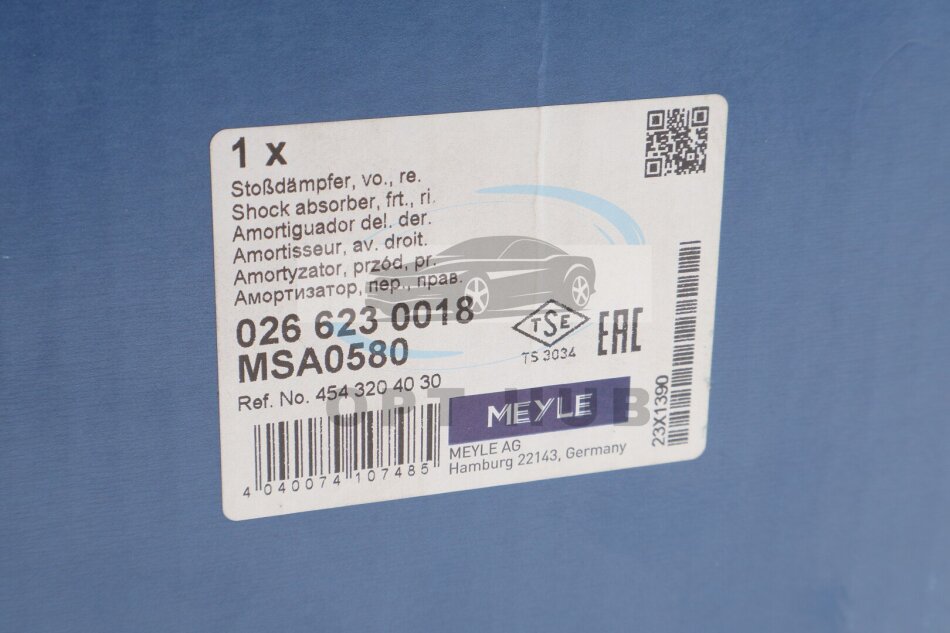 1 x
Stoßdämpfer, vo., re.
Shock absorber, frt., ri.
Amortiguador del. der.
Amortisseur, av. droit.
Amortyzator, przód, pr.
Амортизатор, пер., прав.
026 623 0018
MSA0580
Ref. No. 454 320 40 30
TSE
TS 3034
EAC
OPT HUB
MEYLE
MEYLE AG
Hamburg 22143, Germany
4 040074 107485
23X1390